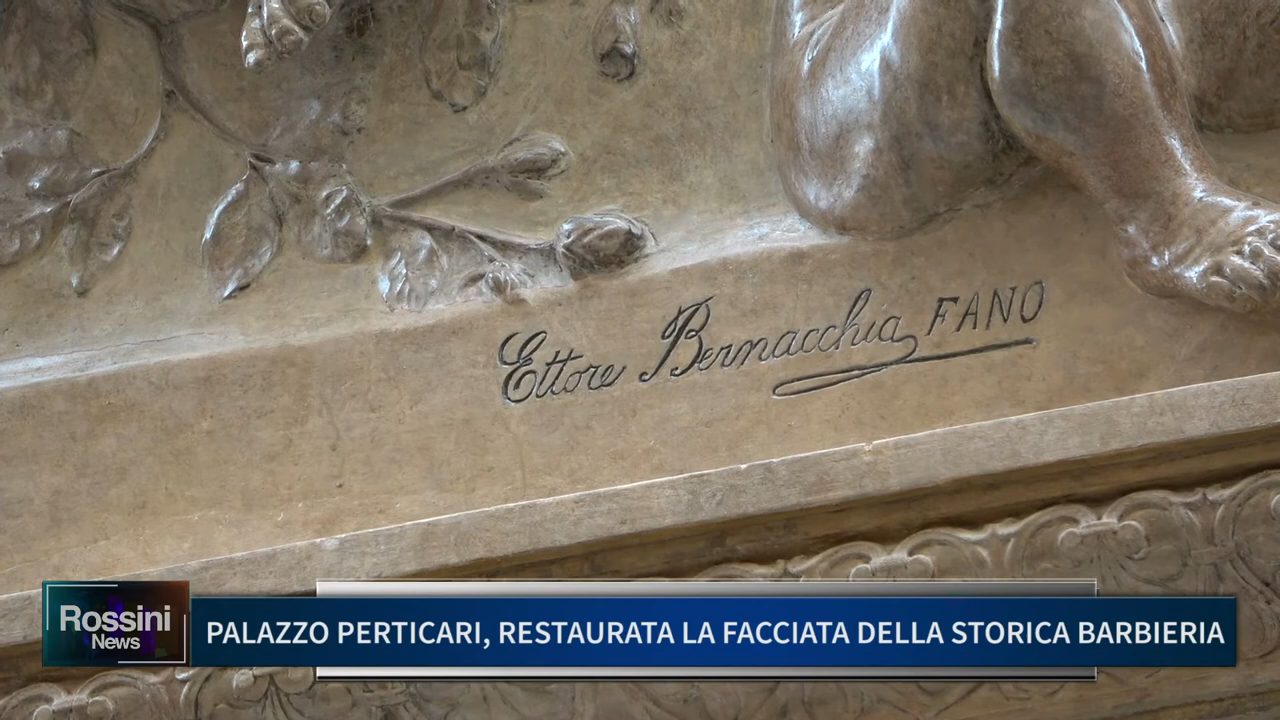 Ettore Bernacchia FANO
Rossini
News
PALAZZO PERTICARI, RESTAURATA LA FACCIATA DELLA STORICA BARBIERIA